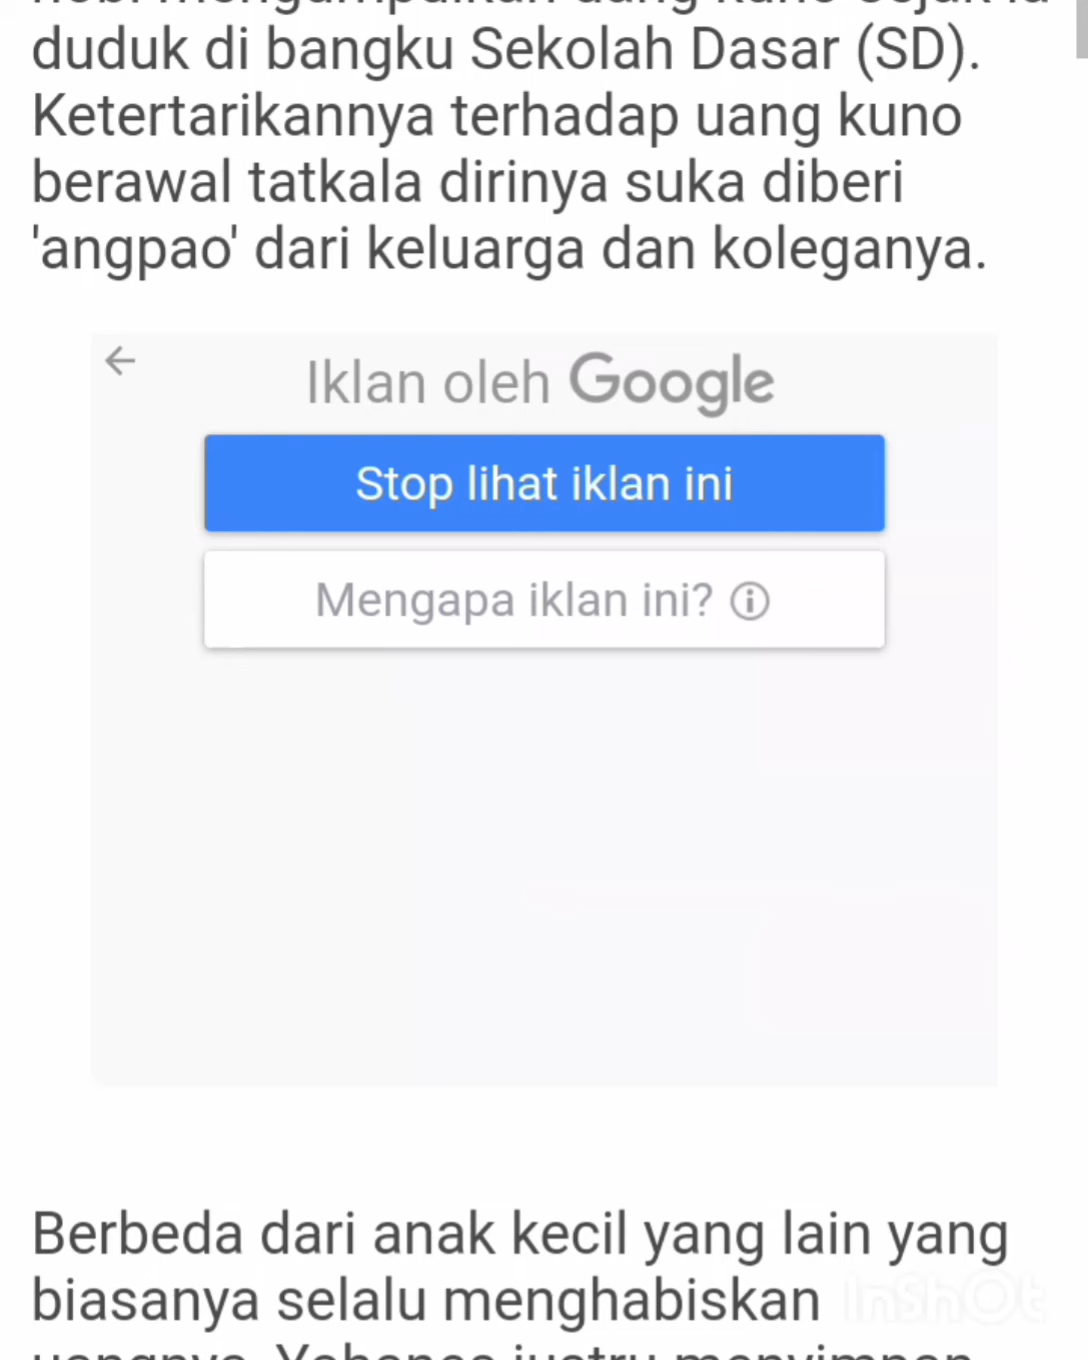 duduk di bangku Sekolah Dasar (SD).
Ketertarikannya terhadap uang kuno
berawal tatkala dirinya suka diberi
'angpao' dari keluarga dan koleganya.
Iklan oleh Google
Stop lihat iklan ini
Mengapa iklan ini?
Berbeda dari anak kecil yang lain yang
biasanya selalu menghabiskan
InShOt